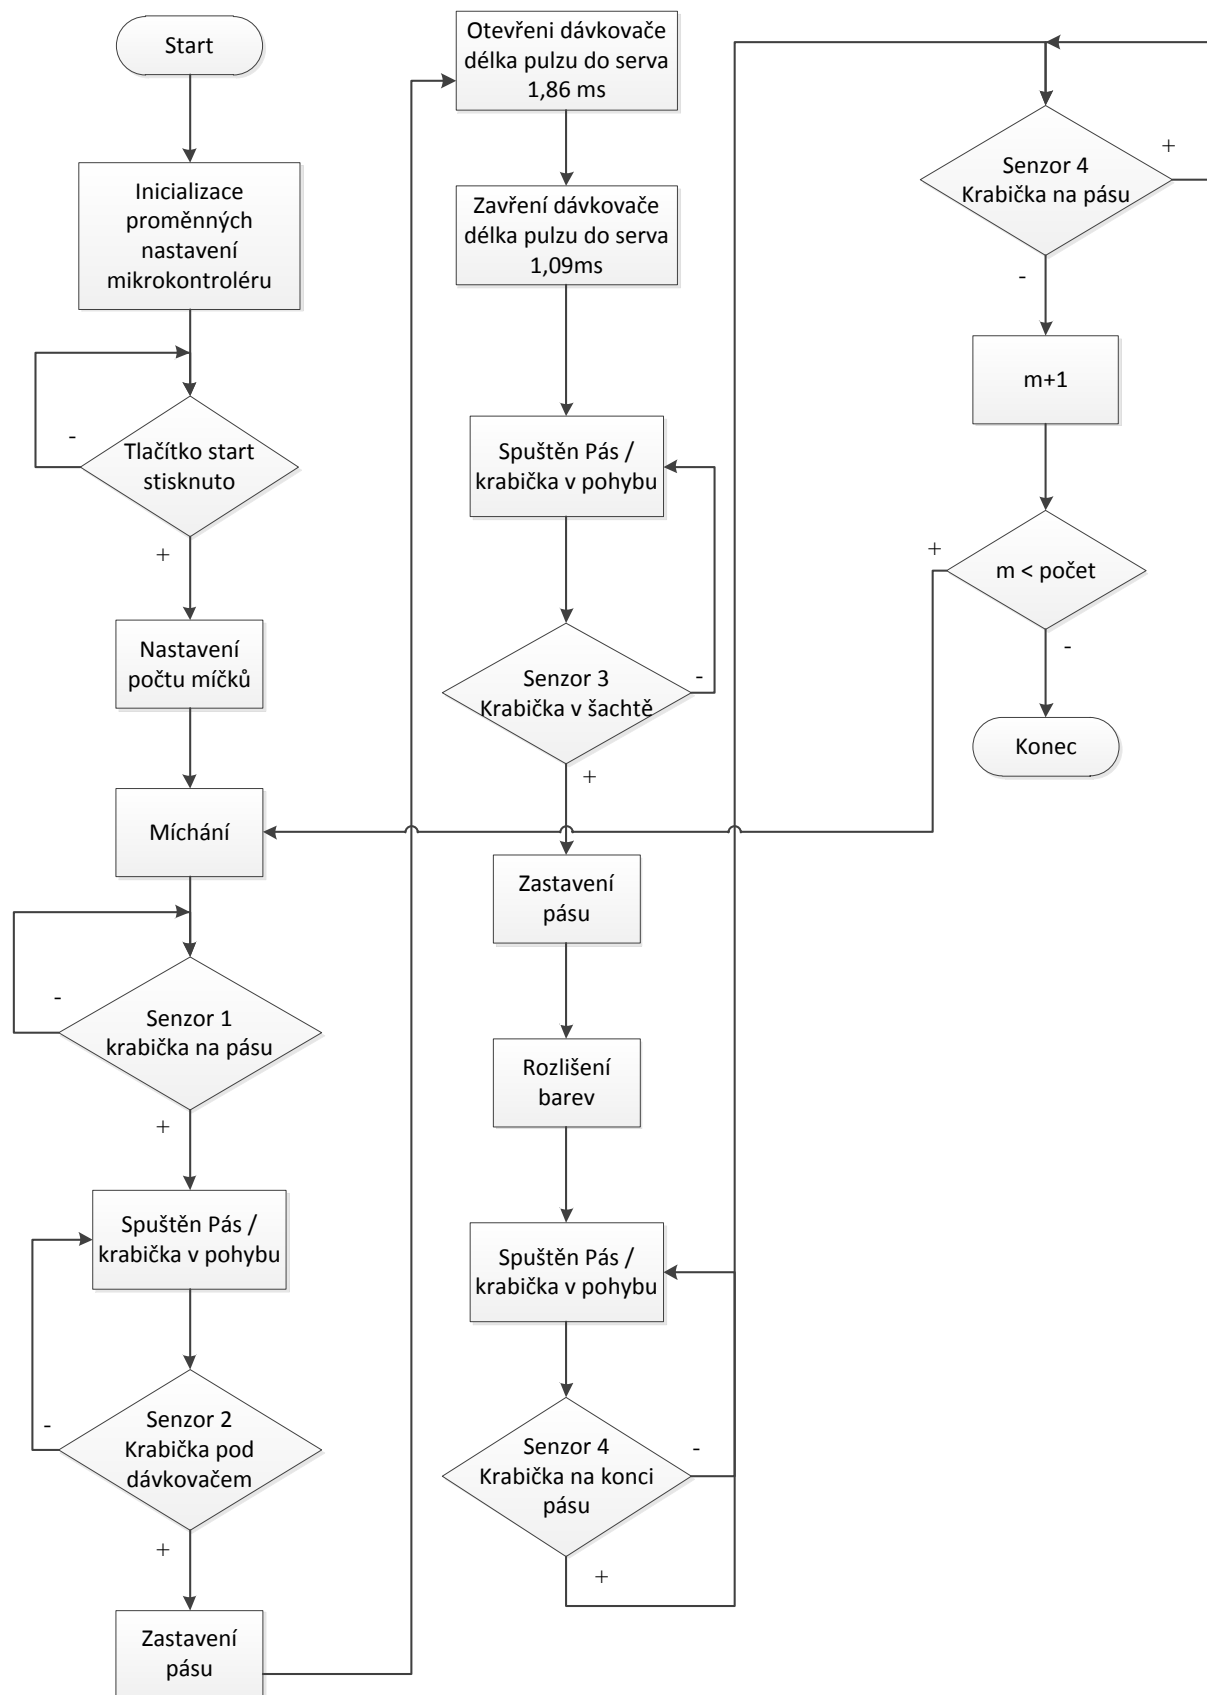 Start
Inicializace
proměnných
nastavení
mikrokontroléru
-
Tlačítko start
stisknuto
+
Nastavení
počtu míčků
Míchání
-
Senzor 1
krabička na pásu
+
Spuštěn Pás /
krabička v pohybu
-
Senzor 2
Krabička pod
dávkovačem
+
Zastavení
pásu
Otevřeni dávkovače
délka pulzu do serva
1,86 ms
Zavření dávkovače
délka pulzu do serva
1,09ms
Spuštěn Pás /
krabička v pohybu
Senzor 3
Krabička v šachtě
-
+
Zastavení
pásu
Rozlišení
barev
Spuštěn Pás /
krabička v pohybu
Senzor 4
Krabička na konci
pásu
-
+
Senzor 4
Krabička na pásu
+
-
m+1
+
m < počet
-
Konec